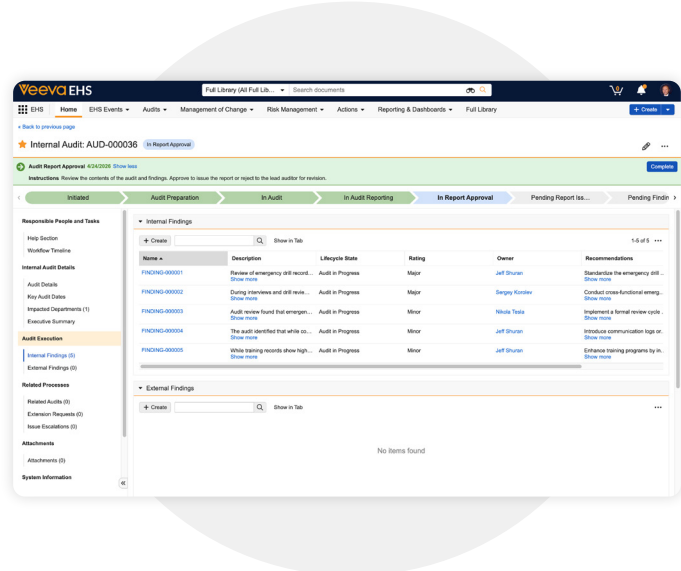 Veeva EHS
Full Library (All Full Lib... Search documents
EHS Home EHS Events Audits Management of Change Risk Management Actions Reporting & Dashboards Full Library + Create
« Back to previous page
Internal Audit: AUD-000036 In Report Approval
Audit Report Approval 4/24/2026 Show less Complete
Instructions Review the contents of the audit and findings. Approve to issue the report or reject to the lead auditor for revision.
Initiated Audit Preparation In Audit In Audit Reporting In Report Approval Pending Report Iss... Pending Findin
Responsible People and Tasks
Help Section
Workflow Timeline
Internal Audit Details
Audit Details
Key Audit Dates
Impacted Departments (1)
Executive Summary
Audit Execution
Internal Findings (5)
External Findings (0)
Related Processes
Related Audits (0)
Extension Requests (0)
Issue Escalations (0)
Attachments
Attachments (0)
System Information
Internal Findings
+ Create Show in Tab 1-5 of 5
Name Description Lifecycle State Rating Owner Recommendations
FINDING-000001 Review of emergency drill record... Audit in Progress Major Jeff Shuran Standardize the emergency drill ..
Show more Show more
FINDING-000002 During interviews and drill revie... Audit in Progress Major Sergey Korolev Conduct cross-functional emerg..
Show more Show more
FINDING-000003 Audit review found that emergen... Audit in Progress Minor Nikola Tesla Implement a formal review cycle .
Show more Show more
FINDING-000004 The audit identified that while co... Audit in Progress Minor Jeff Shuran Introduce communication logs or.
Show more Show more
FINDING-000005 While training records show high... Audit in Progress Minor Jeff Shuran Enhance training programs by in..
Show more Show more
External Findings
+ Create Show in Tab
No items found